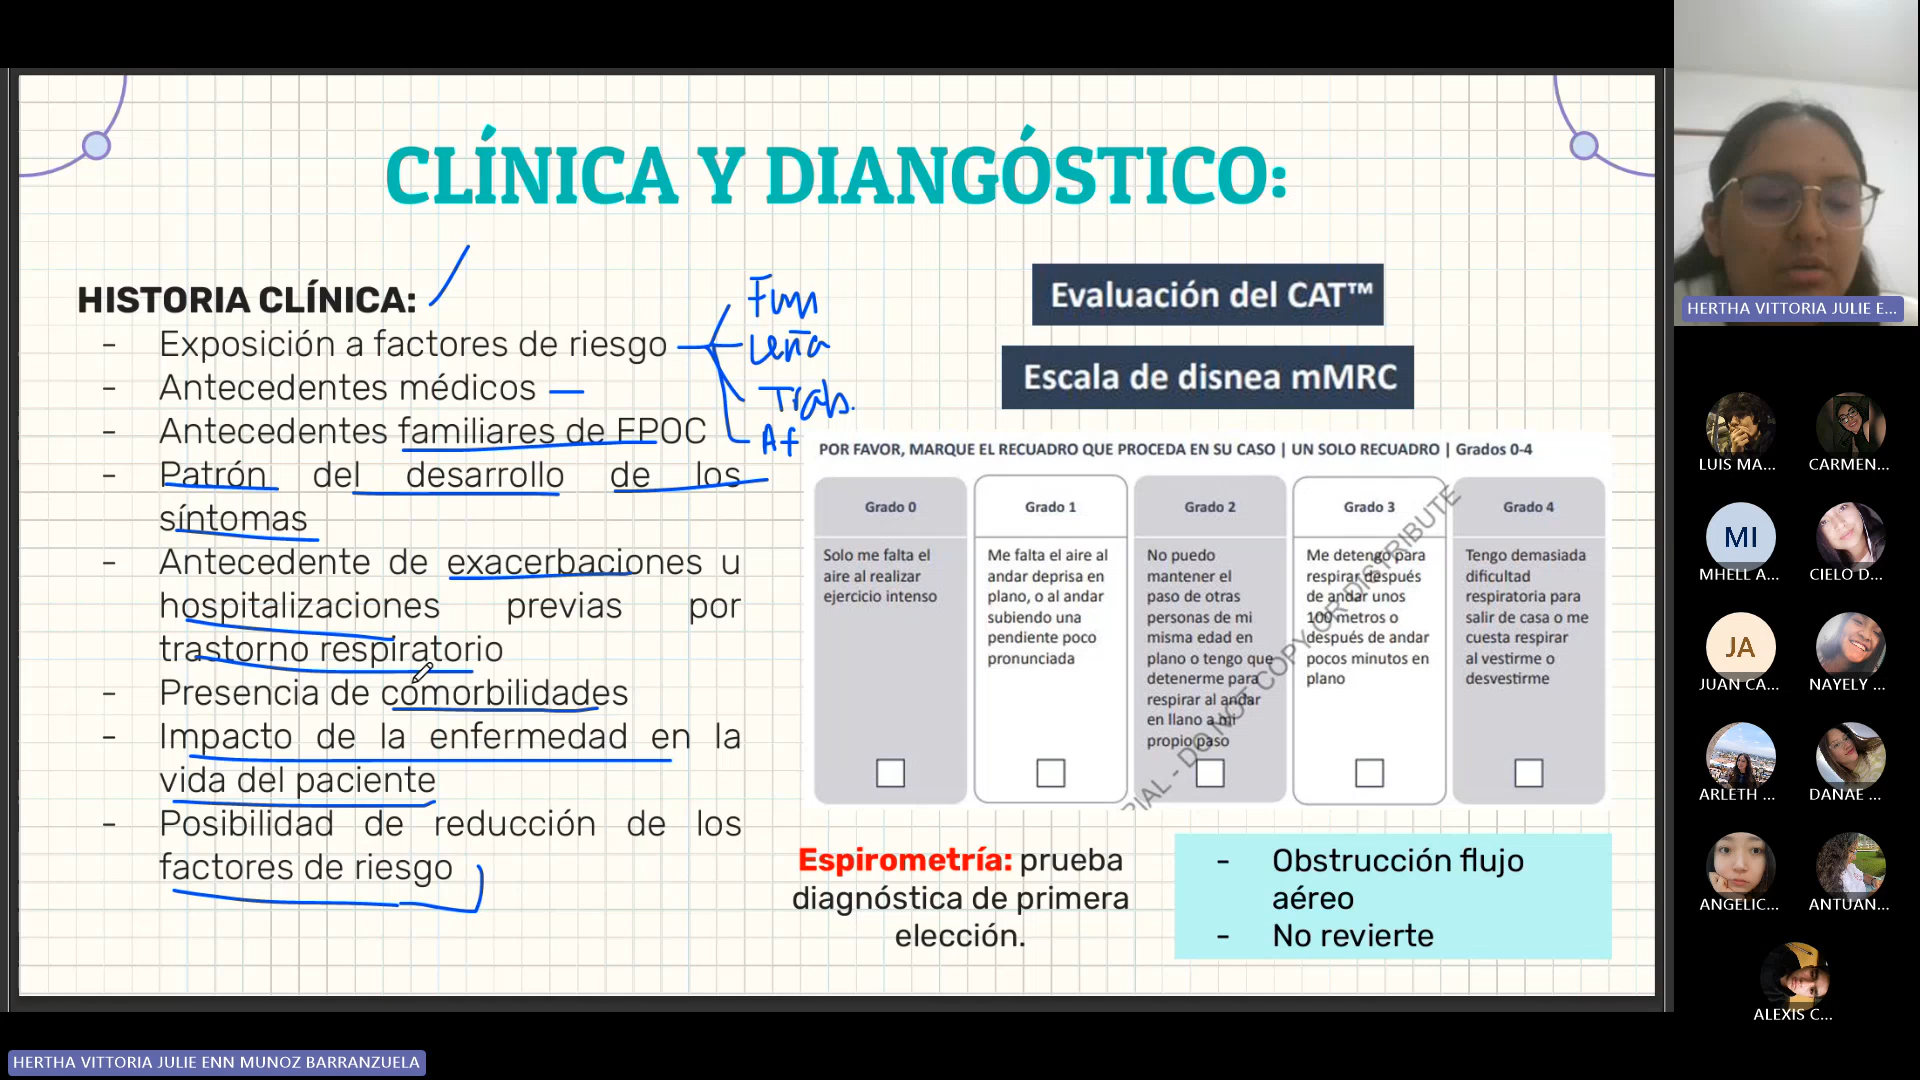 CLÍNICA Y DIANGÓSTICO:
HISTORIA CLÍNICA:
- Exposición a factores de riesgo
- Antecedentes médicos
- Antecedentes familiares de EPOC
- Patrón del desarrollo de los
síntomas
- Antecedente de exacerbaciones u
hospitalizaciones previas por
trastorno respiratorio
- Presencia de comorbilidades
- Impacto de la enfermedad en la
vida del paciente
- Posibilidad de reducción de los
factores de riesgo
Fum
Leña
Trab.
Af
Evaluación del CAT™
Escala de disnea mMRC
POR FAVOR, MARQUE EL RECUADRO QUE PROCEDA EN SU CASO | UN SOLO RECUADRO | Grados 0-4
Grado 0
Solo me falta el
aire al realizar
ejercicio intenso
Grado 1
Me falta el aire al
andar deprisa en
plano, o al andar
subiendo una
pendiente poco
pronunciada
Grado 2
No puedo
mantener el
paso de otras
personas de mi
misma edad en
plano o tengo que
detenerme para
respirar al andar
en llano a mi
propio paso
Grado 3
Me detengo para
respirar después
de andar unos
100 metros o
después de andar
pocos minutos en
plano
Grado 4
Tengo demasiada
dificultad
respiratoria para
salir de casa o me
cuesta respirar
al vestirme o
desvestirme
RIAL - DO NOT COPY OR DISTRIBUTE
Espirometría: prueba
diagnóstica de primera
elección.
- Obstrucción flujo
aéreo
- No revierte
HERTHA VITTORIA JULIE E...
LUIS MA...
CARMEN...
MI
MHELL A...
CIELO D...
JA
JUAN CA...
NAYELY ...
ARLETH ...
DANAE ...
ANGELIC...
ANTUAN...
ALEXIS C...
HERTHA VITTORIA JULIE ENN MUNOZ BARRANZUELA